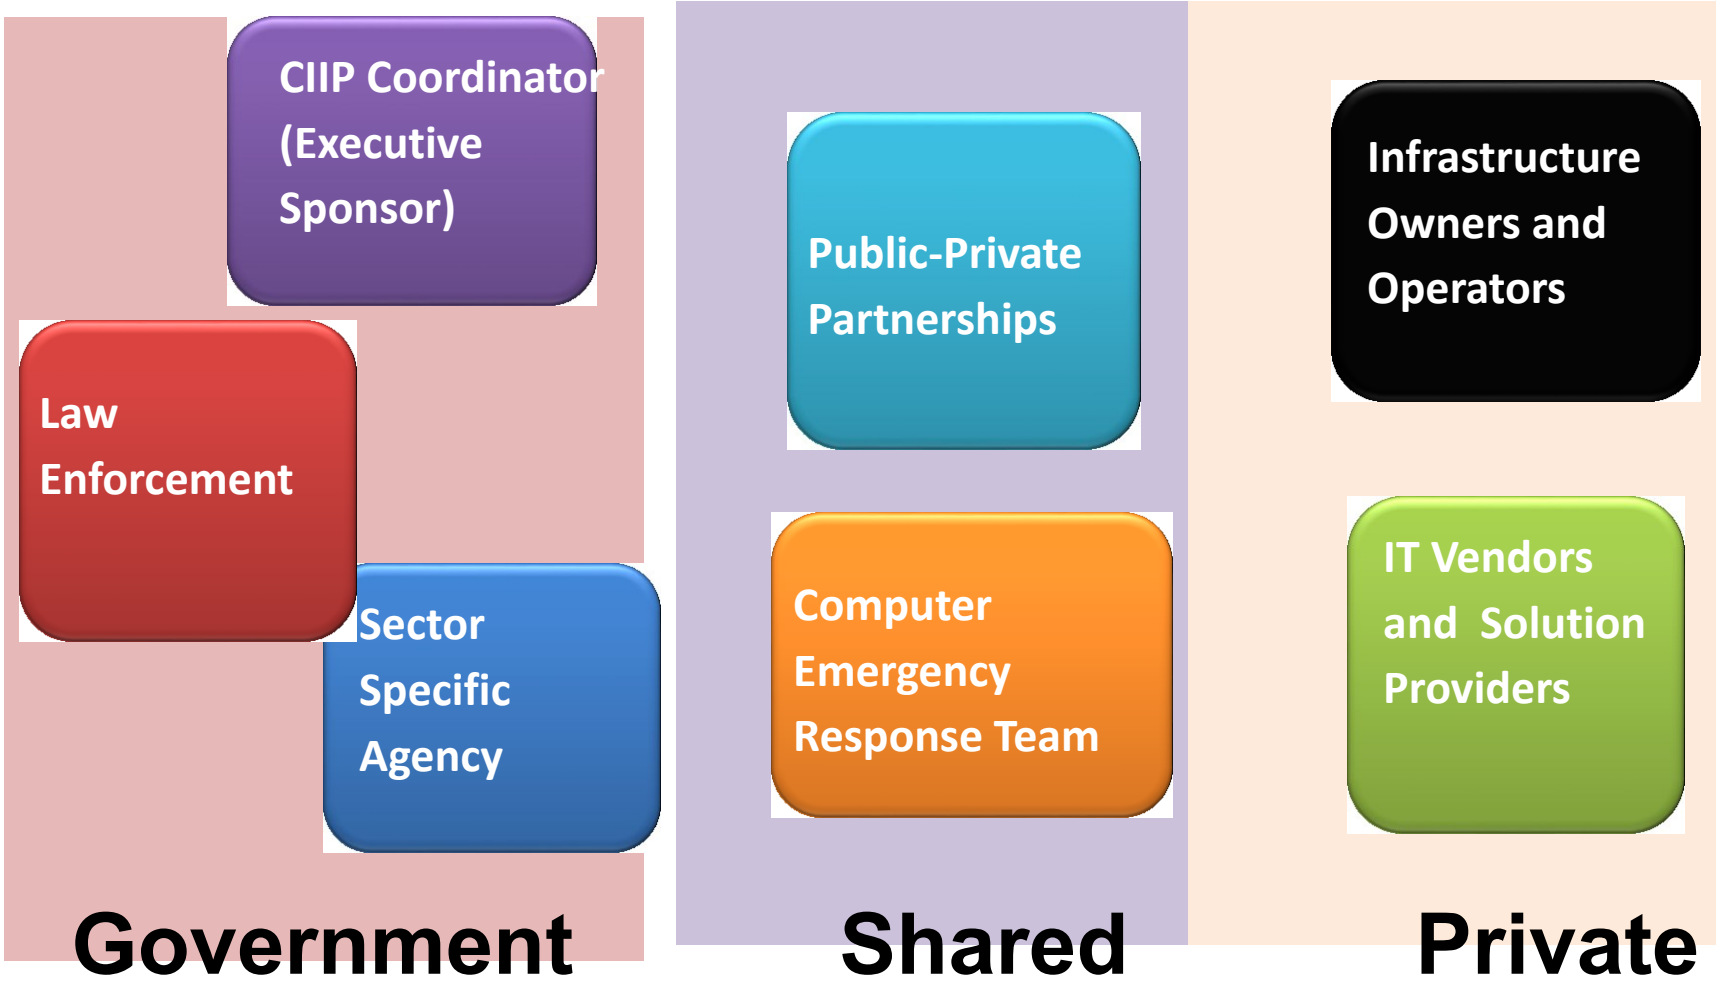 CIIP Coordinator
(Executive
Sponsor)
Law
Enforcement
Sector
Specific
Agency
Government
Public-Private
Partnerships
Computer
Emergency
Response Team
Shared
Infrastructure
Owners and
Operators
IT Vendors
and  Solution
Providers
Private